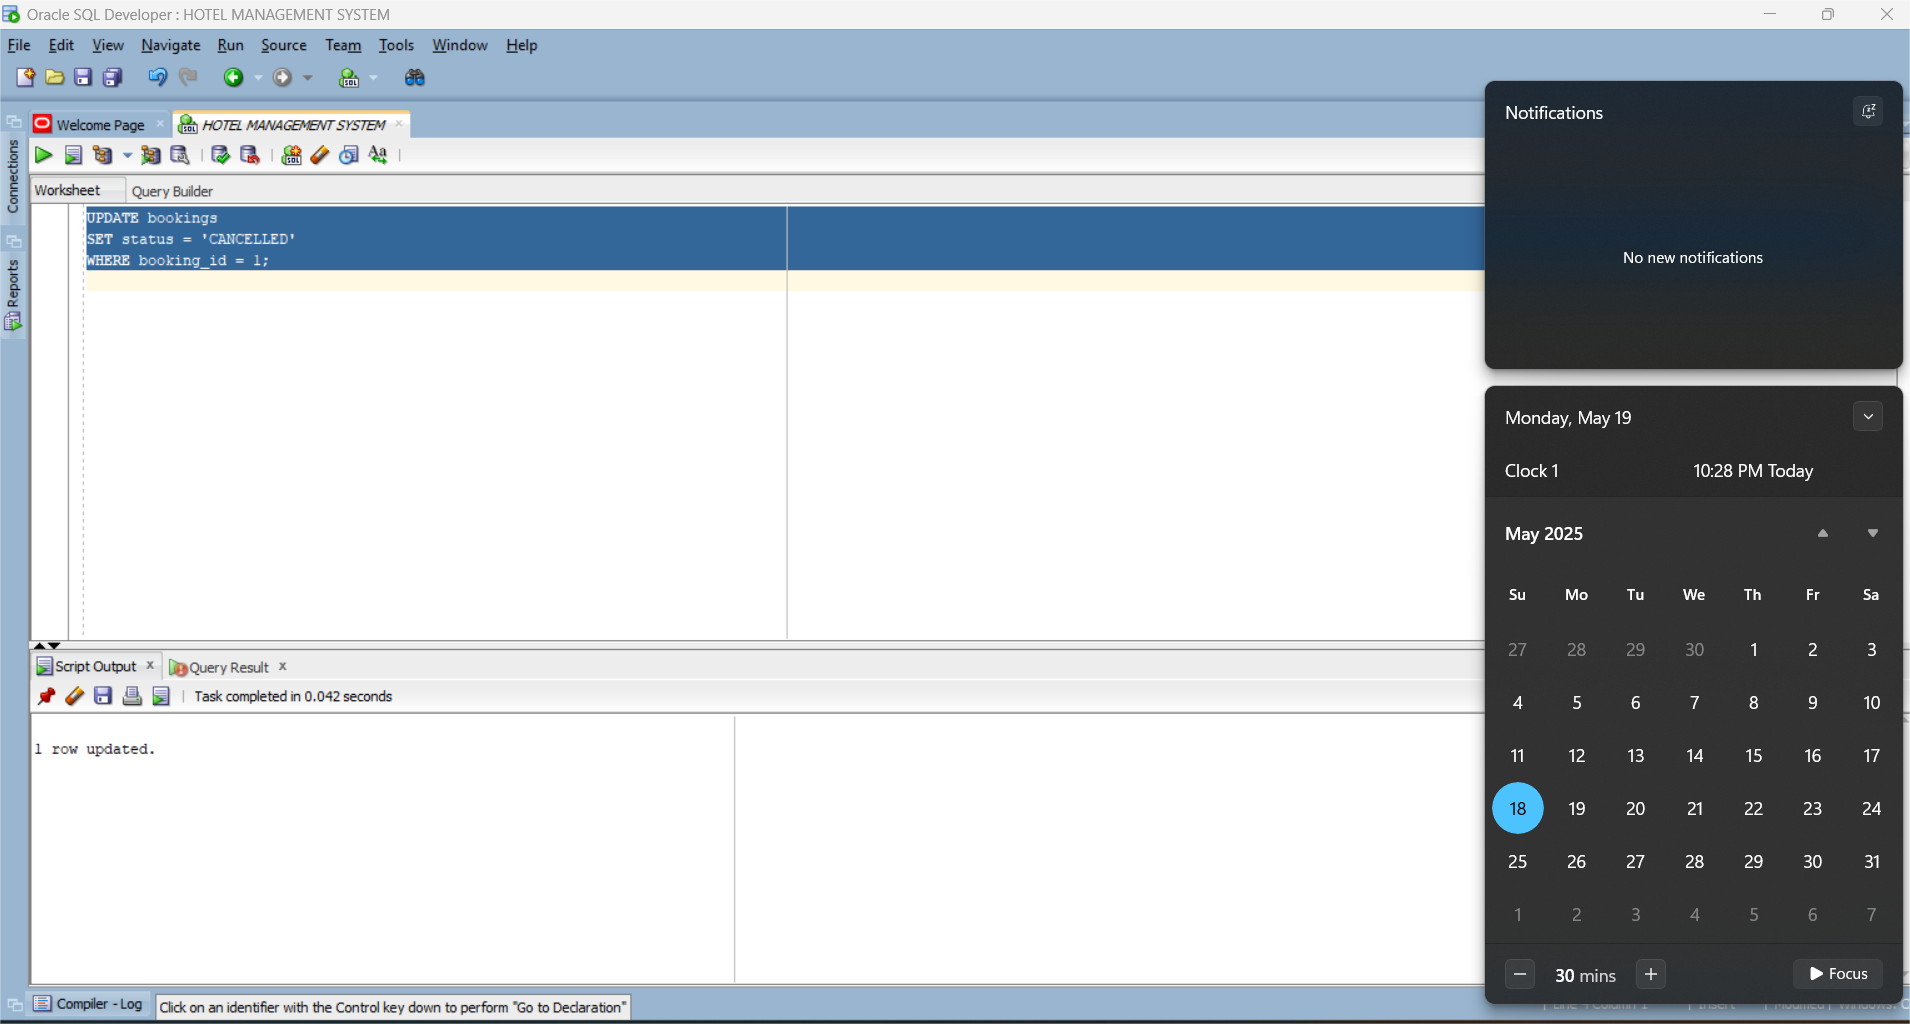 Oracle SQL Developer : HOTEL MANAGEMENT SYSTEM
File Edit View Navigate Run Source Team Tools Window Help
SQL
Connections
Reports
Welcome Page HOTEL MANAGEMENT SYSTEM
Worksheet Query Builder
UPDATE bookings
SET status = 'CANCELLED'
WHERE booking_id = 1;
Script Output Query Result
Task completed in 0.042 seconds
1 row updated.
Compiler - Log Click on an identifier with the Control key down to perform "Go to Declaration"
Notifications
No new notifications
Monday, May 19
Clock 1 10:28 PM Today
May 2025
Su Mo Tu We Th Fr Sa
27 28 29 30 1 2 3
4 5 6 7 8 9 10
11 12 13 14 15 16 17
18 19 20 21 22 23 24
25 26 27 28 29 30 31
1 2 3 4 5 6 7
30 mins Focus